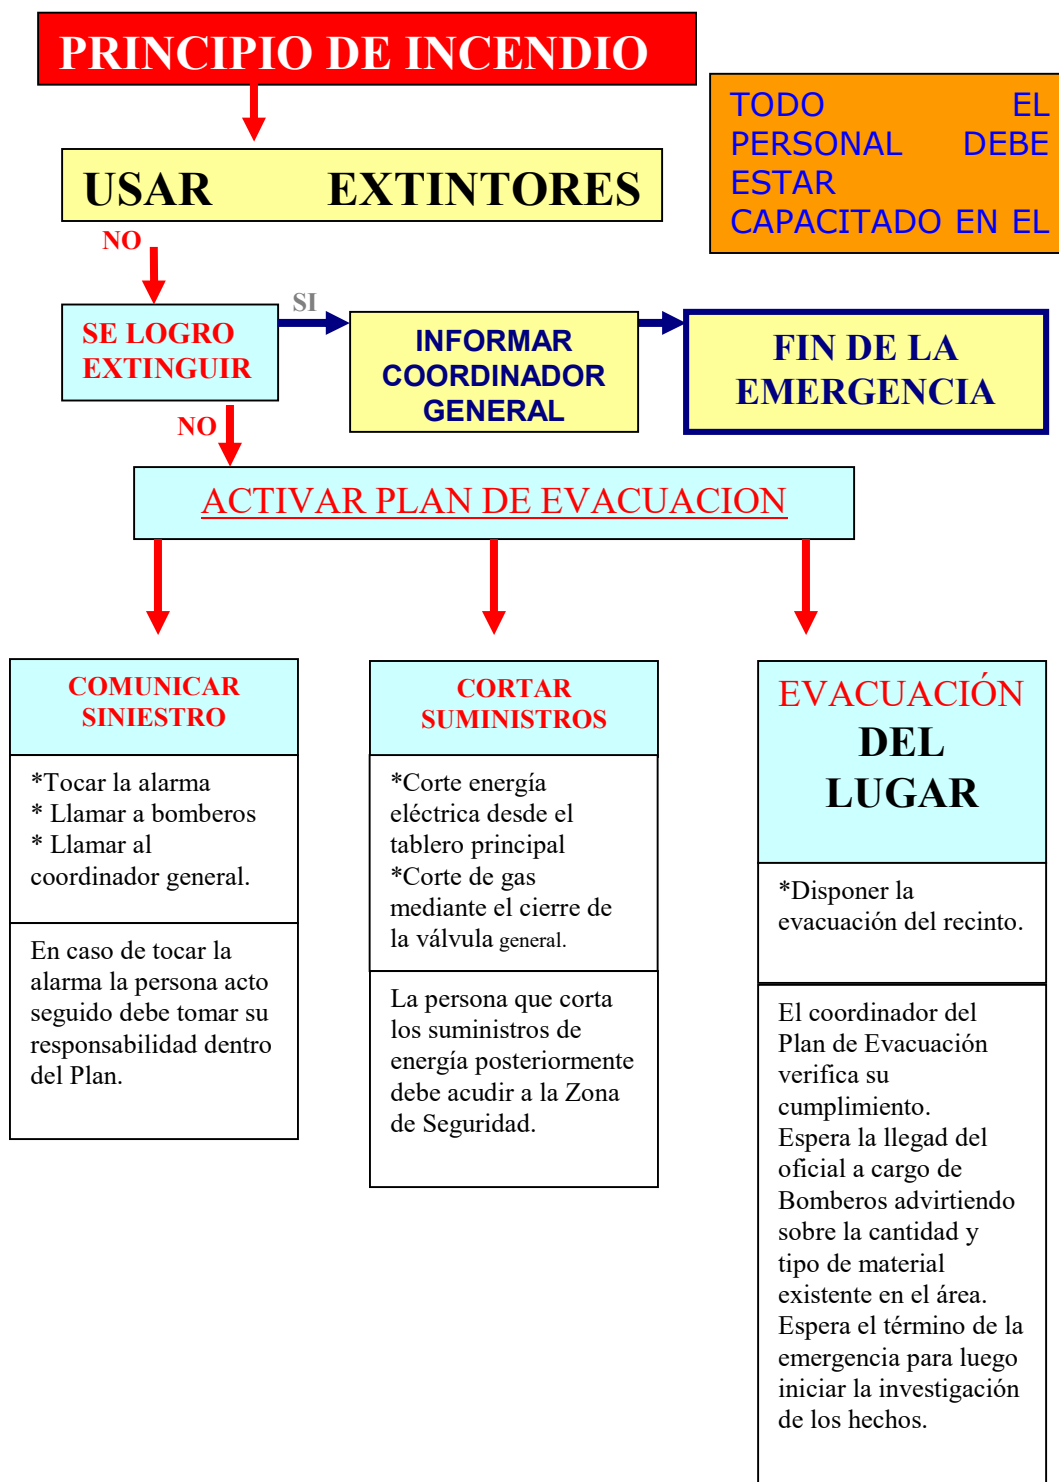 PRINCIPIO DE INCENDIO
TODO EL
PERSONAL DEBE
ESTAR
CAPACITADO EN EL
USAR EXTINTORES
NO
SE LOGRO
EXTINGUIR
SI
INFORMAR
COORDINADOR
GENERAL
FIN DE LA
EMERGENCIA
NO
ACTIVAR PLAN DE EVACUACION
COMUNICAR
SINIESTRO
*Tocar la alarma
* Llamar a bomberos
* Llamar al
coordinador general.
En caso de tocar la
alarma la persona acto
seguido debe tomar su
responsabilidad dentro
del Plan.
CORTAR
SUMINISTROS
*Corte energía
eléctrica desde el
tablero principal
*Corte de gas
mediante el cierre de
la válvula general.
La persona que corta
los suministros de
energía posteriormente
debe acudir a la Zona
de Seguridad.
EVACUACIÓN
DEL
LUGAR
*Disponer la
evacuación del recinto.
El coordinador del
Plan de Evacuación
verifica su
cumplimiento.
Espera la llegad del
oficial a cargo de
Bomberos advirtiendo
sobre la cantidad y
tipo de material
existente en el área.
Espera el término de la
emergencia para luego
iniciar la investigación
de los hechos.